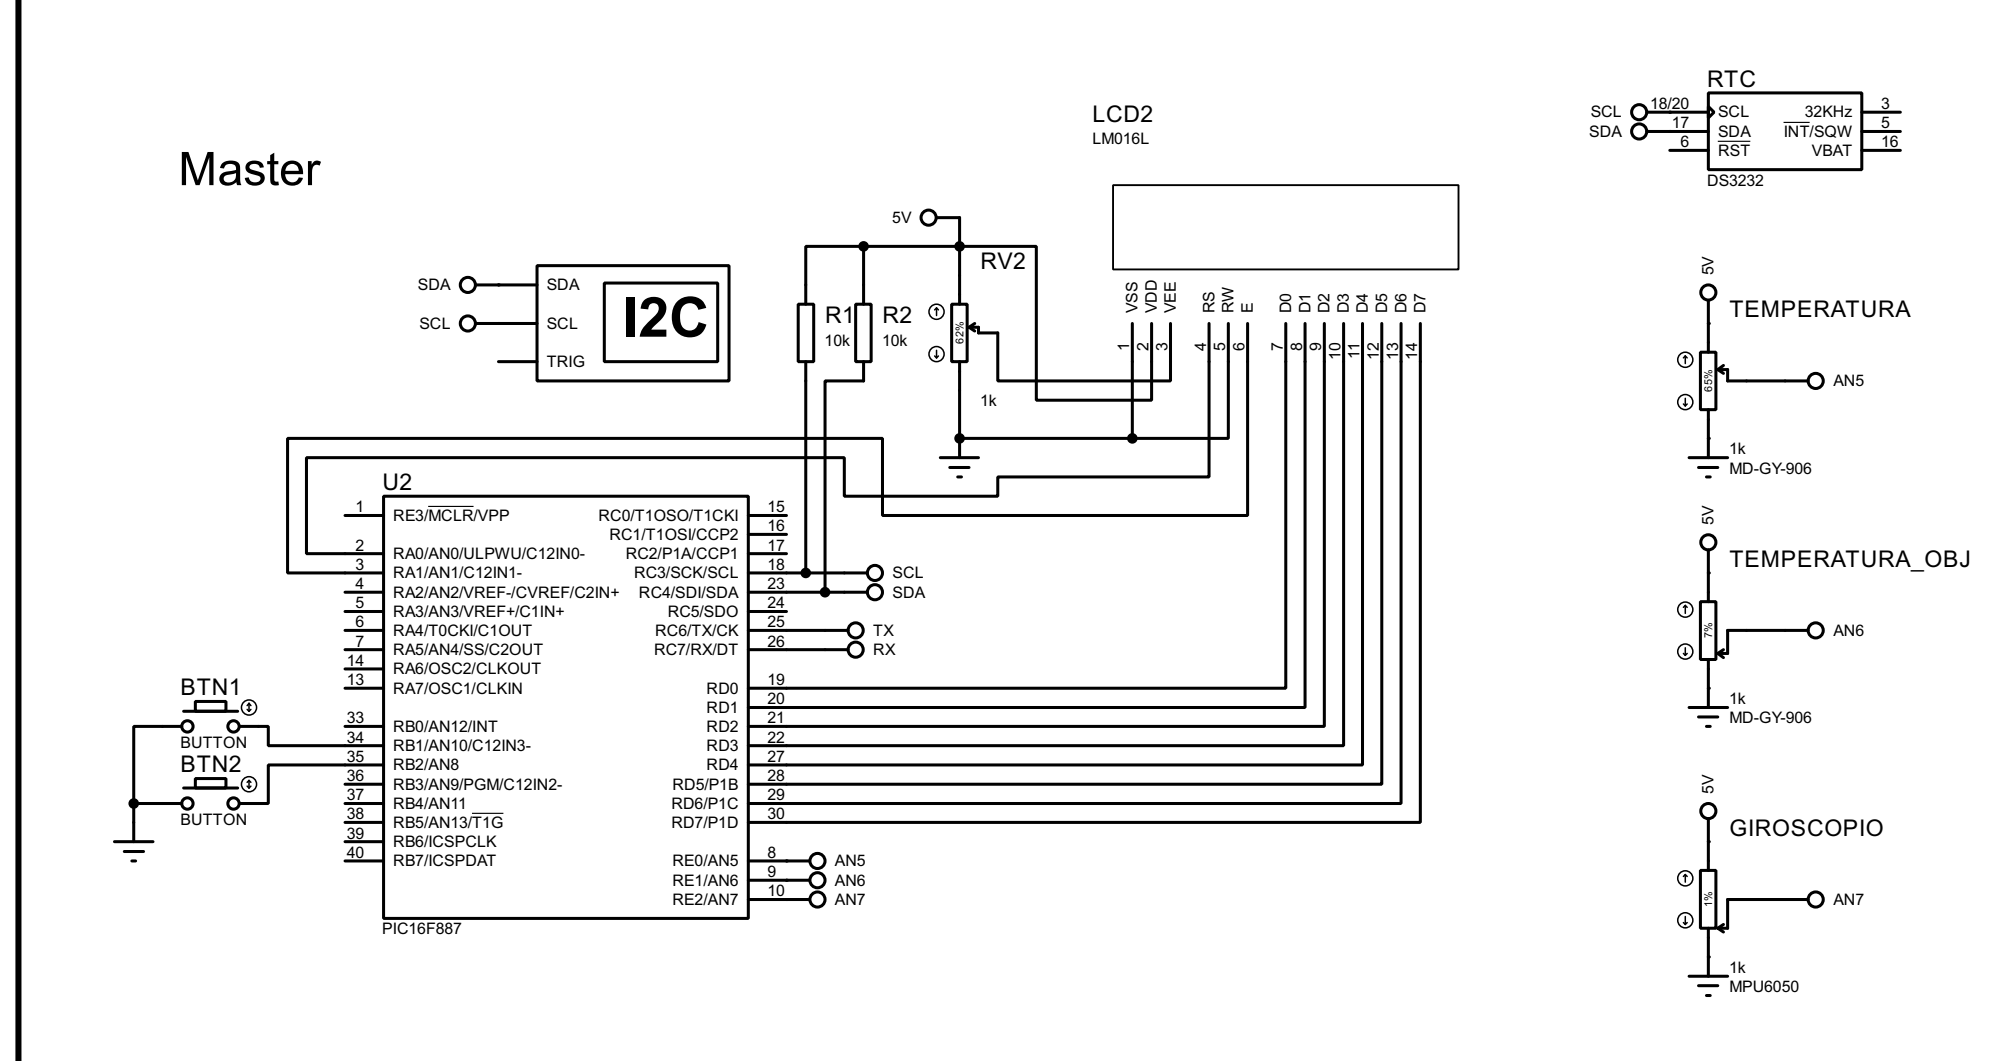 Master
LCD2
LM016L
VSS
VDD
VEE
RS
RW
E
D0
D1
D2
D3
D4
D5
D6
D7
1
2
3
4
5
6
7
8
9
10
11
12
13
14
5V
RV2
62%
1k
R1
10k
R2
10k
SDA
SCL
SDA
SCL
TRIG
I2C
U2
1 RE3/MCLR/VPP
2 RA0/AN0/ULPWU/C12IN0-
3 RA1/AN1/C12IN1-
4 RA2/AN2/VREF-/CVREF/C2IN+
5 RA3/AN3/VREF+/C1IN+
6 RA4/T0CKI/C1OUT
7 RA5/AN4/SS/C2OUT
14 RA6/OSC2/CLKOUT
13 RA7/OSC1/CLKIN
33 RB0/AN12/INT
34 RB1/AN10/C12IN3-
35 RB2/AN8
36 RB3/AN9/PGM/C12IN2-
37 RB4/AN11
38 RB5/AN13/T1G
39 RB6/ICSPCLK
40 RB7/ICSPDAT
RC0/T1OSO/T1CKI 15
RC1/T1OSI/CCP2 16
RC2/P1A/CCP1 17
RC3/SCK/SCL 18 SCL
RC4/SDI/SDA 23 SDA
RC5/SDO 24
RC6/TX/CK 25 TX
RC7/RX/DT 26 RX
RD0 19
RD1 20
RD2 21
RD3 22
RD4 27
RD5/P1B 28
RD6/P1C 29
RD7/P1D 30
RE0/AN5 8 AN5
RE1/AN6 9 AN6
RE2/AN7 10 AN7
PIC16F887
BTN1
BUTTON
BTN2
BUTTON
RTC
SCL 18/20 SCL 32KHz 3
SDA 17 SDA INT/SQW 5
6 RST VBAT 16
DS3232
5V
TEMPERATURA
65%
AN5
1k
MD-GY-906
5V
TEMPERATURA_OBJ
7%
AN6
1k
MD-GY-906
5V
GIROSCOPIO
1%
AN7
1k
MPU6050